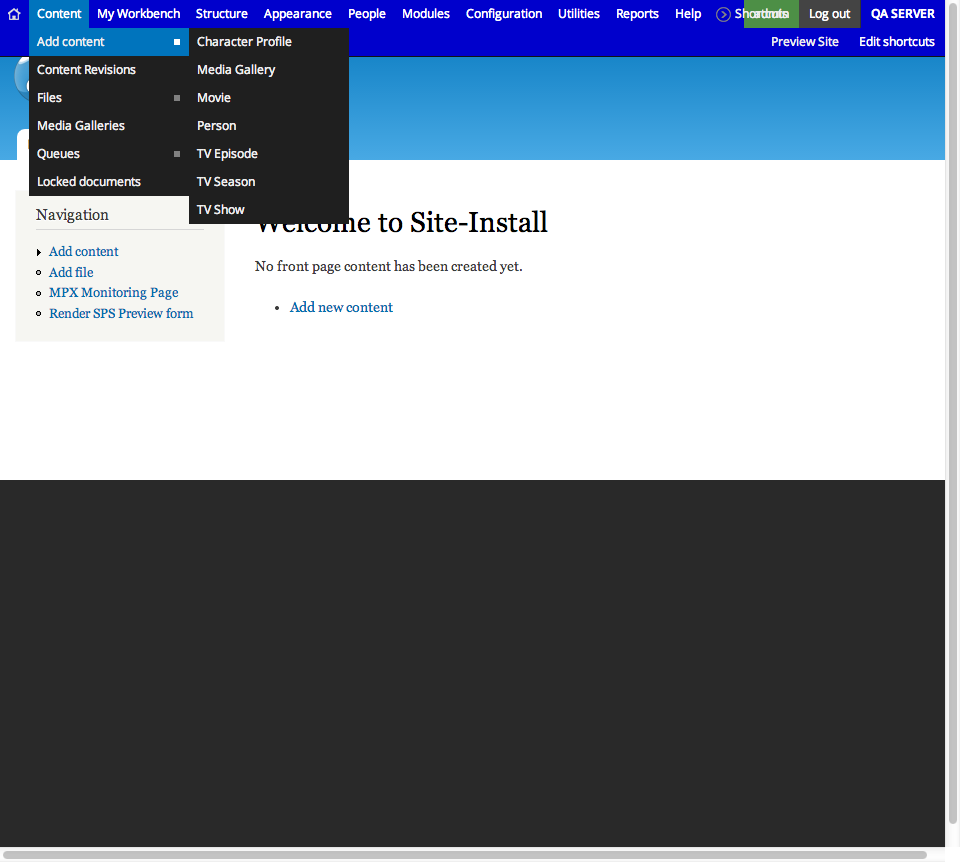 Content My Workbench Structure Appearance People Modules Configuration Utilities Reports Help Shortcuts Log out QA SERVER
Preview Site Edit shortcuts
Add content
Content Revisions
Files
Media Galleries
Queues
Locked documents
Character Profile
Media Gallery
Movie
Person
TV Episode
TV Season
TV Show
Navigation
Add content
Add file
MPX Monitoring Page
Render SPS Preview form
Welcome to Site-Install
No front page content has been created yet.
Add new content